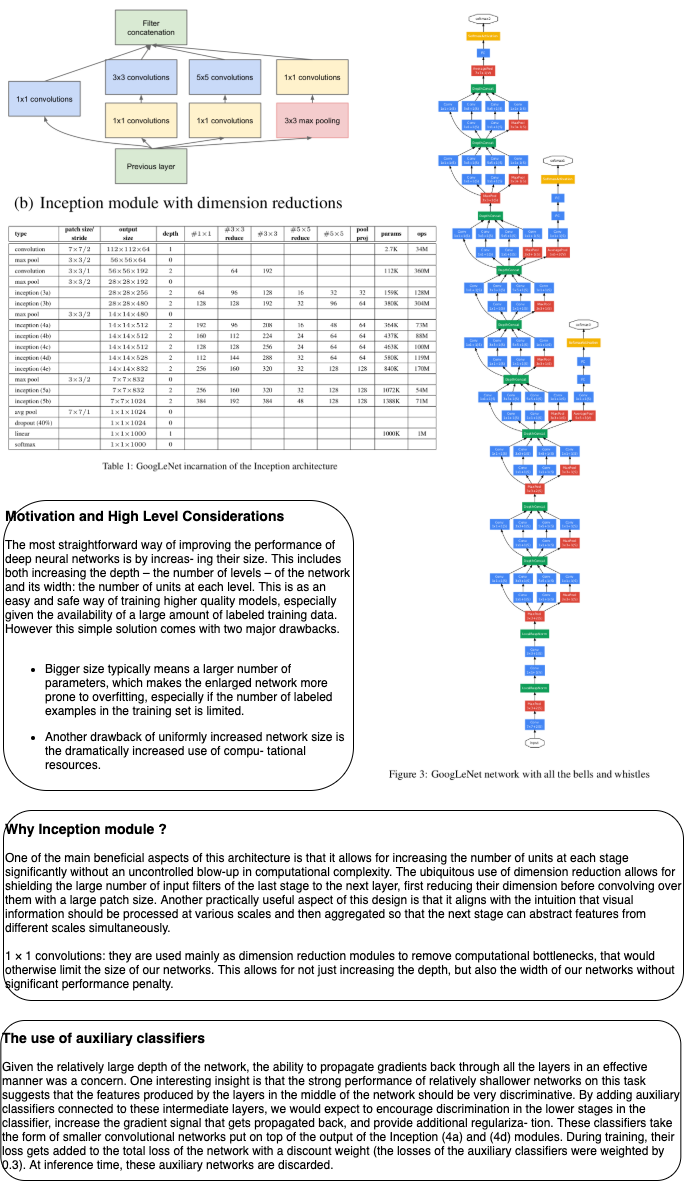 Filter
concatenation
3x3 convolutions
5x5 convolutions
1x1 convolutions
1x1 convolutions
1x1 convolutions
1x1 convolutions
3x3 max pooling
Previous layer
(b) Inception module with dimension reductions
type patch size/ stride output size depth #1×1 #3×3 reduce #3×3 #5×5 reduce #5×5 pool proj params ops
convolution 7×7/2 112×112×64 1 2.7K 34M
max pool 3×3/2 56×56×64 0
convolution 3×3/1 56×56×192 2 64 192 112K 360M
max pool 3×3/2 28×28×192 0
inception (3a) 28×28×256 2 64 96 128 16 32 32 159K 128M
inception (3b) 28×28×480 2 128 128 192 32 96 64 380K 304M
max pool 3×3/2 14×14×480 0
inception (4a) 14×14×512 2 192 96 208 16 48 64 364K 73M
inception (4b) 14×14×512 2 160 112 224 24 64 64 437K 88M
inception (4c) 14×14×512 2 128 128 256 24 64 64 463K 100M
inception (4d) 14×14×528 2 112 144 288 32 64 64 580K 119M
inception (4e) 14×14×832 2 256 160 320 32 128 128 840K 170M
max pool 3×3/2 7×7×832 0
inception (5a) 7×7×832 2 256 160 320 32 128 128 1072K 54M
inception (5b) 7×7×1024 2 384 192 384 48 128 128 1388K 71M
avg pool 7×7/1 1×1×1024 0
dropout (40%) 1×1×1024 0
linear 1×1×1000 1 1000K 1M
softmax 1×1×1000 0
Table 1: GoogLeNet incarnation of the Inception architecture
Figure 3: GoogLeNet network with all the bells and whistles
Motivation and High Level Considerations
The most straightforward way of improving the performance of
deep neural networks is by increas- ing their size. This includes
both increasing the depth – the number of levels – of the network
and its width: the number of units at each level. This is as an
easy and safe way of training higher quality models, especially
given the availability of a large amount of labeled training data.
However this simple solution comes with two major drawbacks.
• Bigger size typically means a larger number of
parameters, which makes the enlarged network more
prone to overfitting, especially if the number of labeled
examples in the training set is limited.
• Another drawback of uniformly increased network size is
the dramatically increased use of compu- tational
resources.
Why Inception module ?
One of the main beneficial aspects of this architecture is that it allows for increasing the number of units at each stage
significantly without an uncontrolled blow-up in computational complexity. The ubiquitous use of dimension reduction allows for
shielding the large number of input filters of the last stage to the next layer, first reducing their dimension before convolving over
them with a large patch size. Another practically useful aspect of this design is that it aligns with the intuition that visual
information should be processed at various scales and then aggregated so that the next stage can abstract features from
different scales simultaneously.
1 × 1 convolutions: they are used mainly as dimension reduction modules to remove computational bottlenecks, that would
otherwise limit the size of our networks. This allows for not just increasing the depth, but also the width of our networks without
significant performance penalty.
The use of auxiliary classifiers
Given the relatively large depth of the network, the ability to propagate gradients back through all the layers in an effective
manner was a concern. One interesting insight is that the strong performance of relatively shallower networks on this task
suggests that the features produced by the layers in the middle of the network should be very discriminative. By adding auxiliary
classifiers connected to these intermediate layers, we would expect to encourage discrimination in the lower stages in the
classifier, increase the gradient signal that gets propagated back, and provide additional regulariza- tion. These classifiers take
the form of smaller convolutional networks put on top of the output of the Inception (4a) and (4d) modules. During training, their
loss gets added to the total loss of the network with a discount weight (the losses of the auxiliary classifiers were weighted by
0.3). At inference time, these auxiliary networks are discarded.